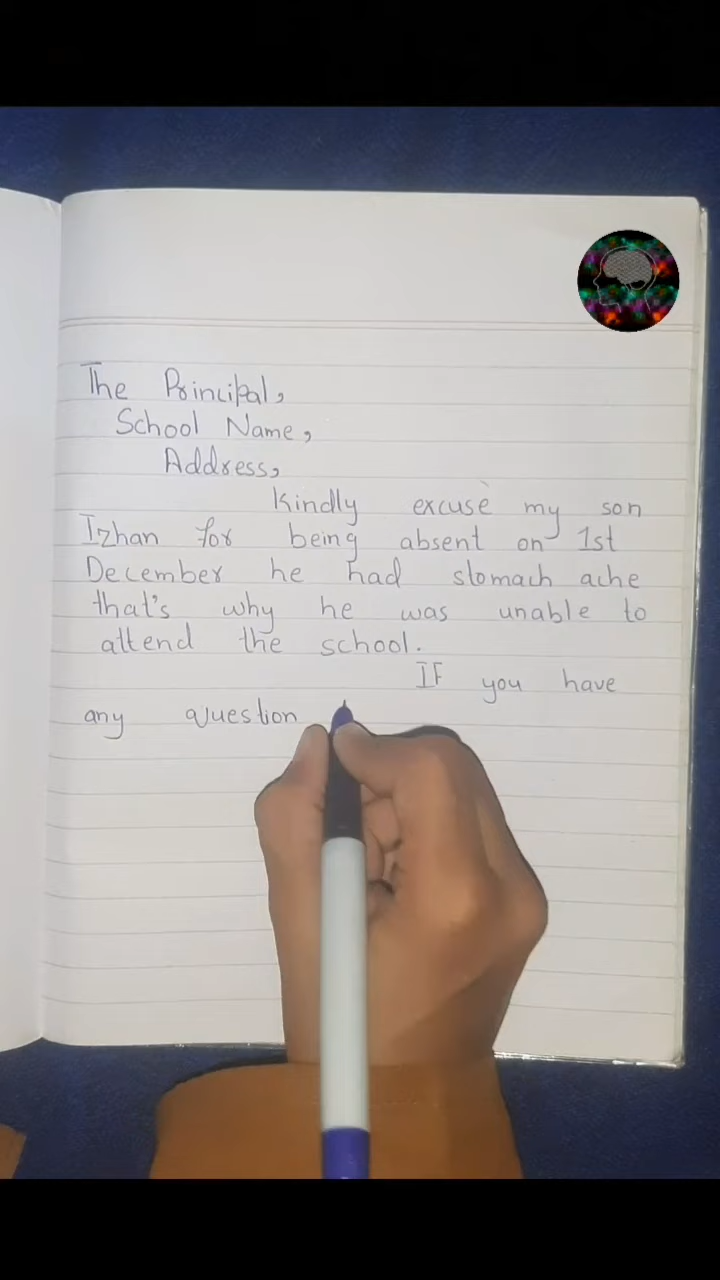 The Principal,
School Name,
Address,
Kindly excuse my son
Izhan for being absent on 1st
December he had stomach ache
that's why he was unable to
attend the school.
If you have
any question